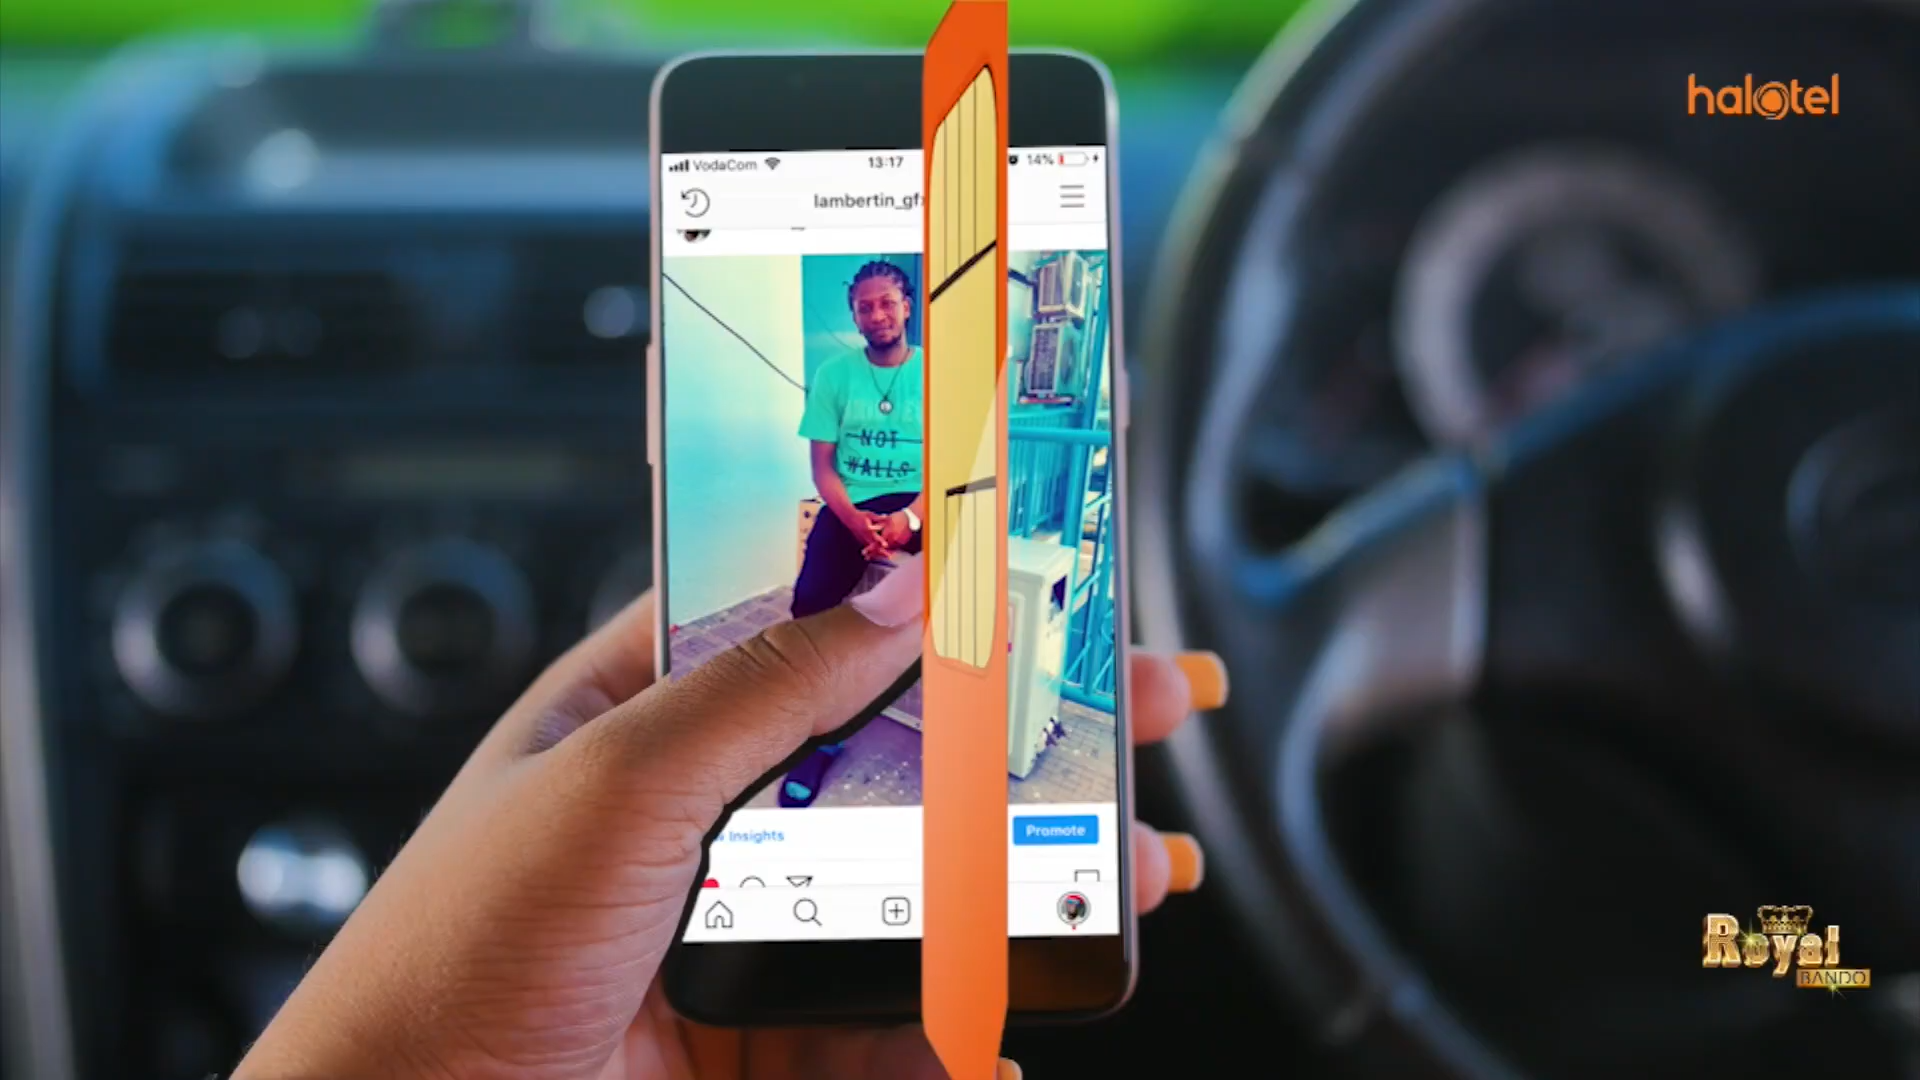 halotel
VodaCom
13:17
14%
lambertin_gf
NOT
WALLS
Insights
Promote
Royal
BANDO